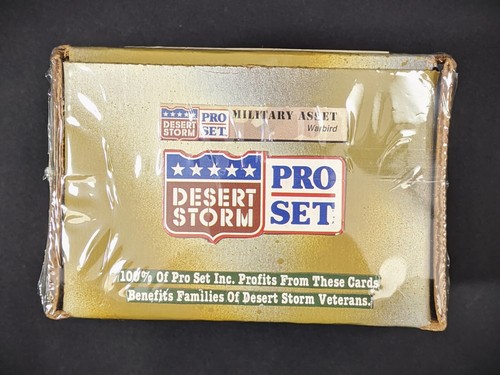 DESERT STORM
PRO SET
MILITARY ASSET
Warbird
DESERT STORM
PRO SET
100% Of Pro Set Inc. Profits From These Cards
Benefits Families Of Desert Storm Veterans.